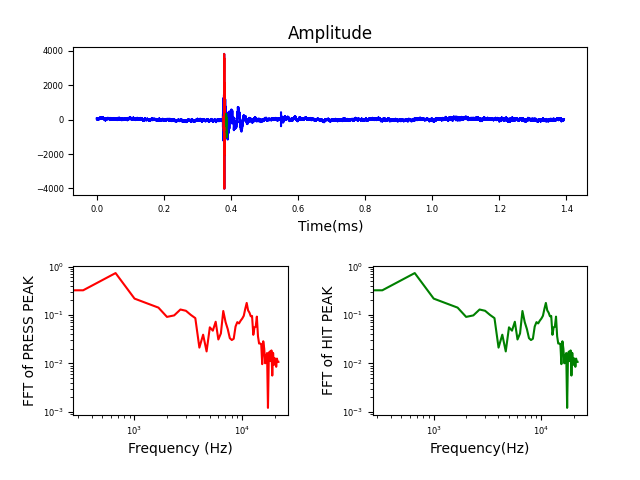 Amplitude
4000
2000
0
−2000
−4000
0.0 0.2 0.4 0.6 0.8 1.0 1.2 1.4
Time(ms)
FFT of PRESS PEAK
10⁰
10⁻¹
10⁻²
10⁻³
10³ 10⁴
Frequency (Hz)
FFT of HIT PEAK
10⁰
10⁻¹
10⁻²
10⁻³
10³ 10⁴
Frequency(Hz)